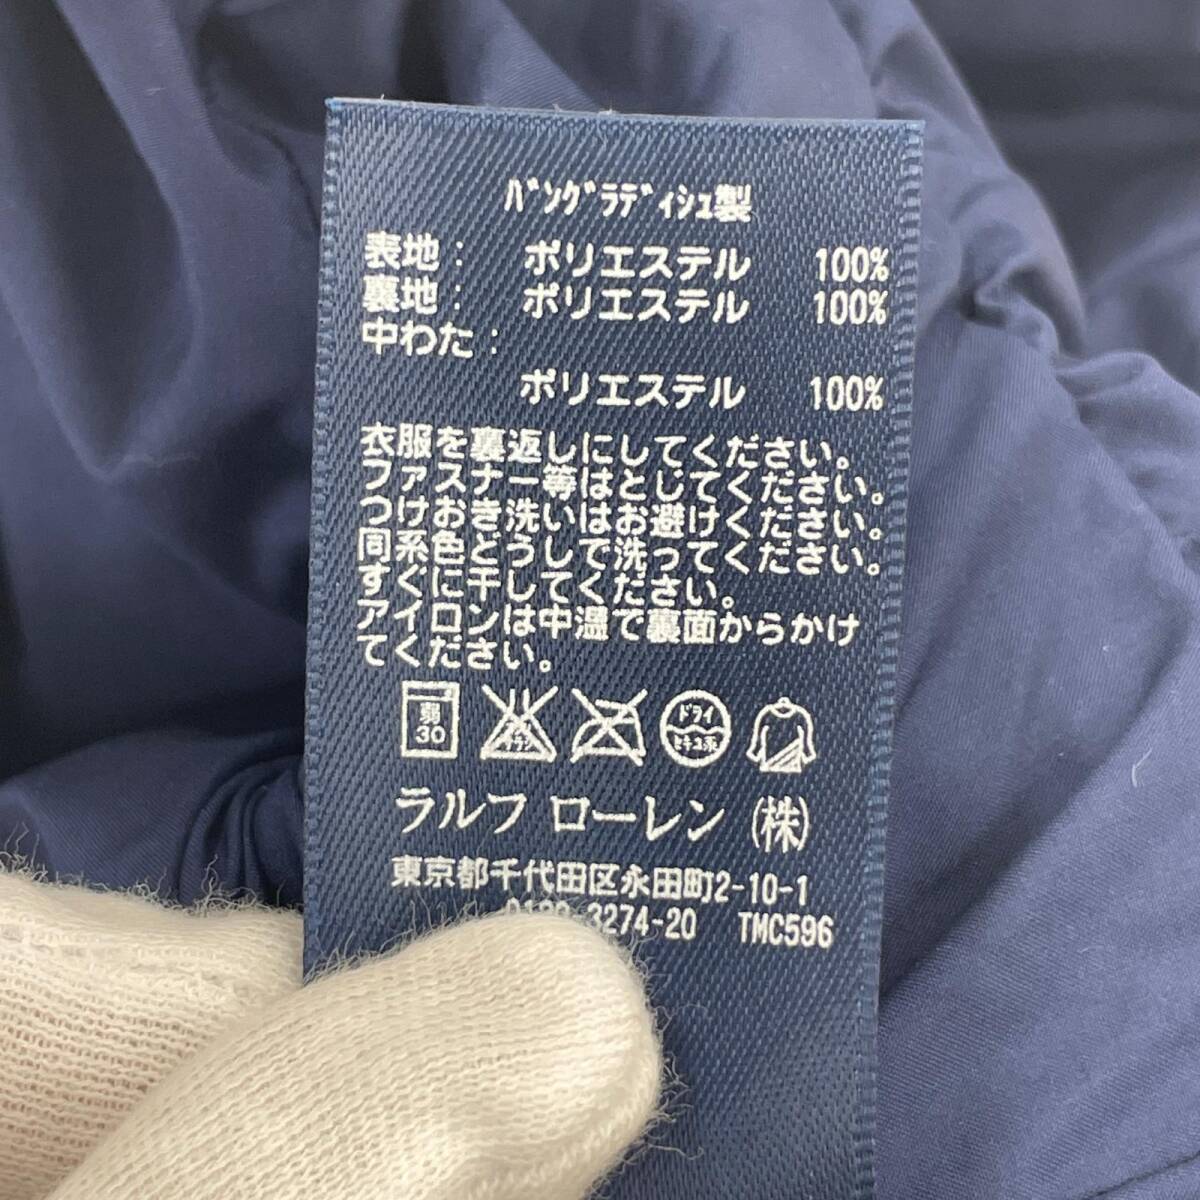 ﾊﾞﾝｸﾞﾗﾃﾞｨｼｭ製
表地： ポリエステル 100%
裏地： ポリエステル 100%
中わた：
ポリエステル 100%
衣服を裏返しにしてください。
ファスナー等はとじてください。
つけおき洗いはお避けください。
同系色どうしで洗ってください。
すぐに干してください。
アイロンは中温で裏面からかけ
てください。
弱 30 ドライ セキユ系
ラルフ ローレン (株)
東京都千代田区永田町2-10-1
3274-20 TMC596